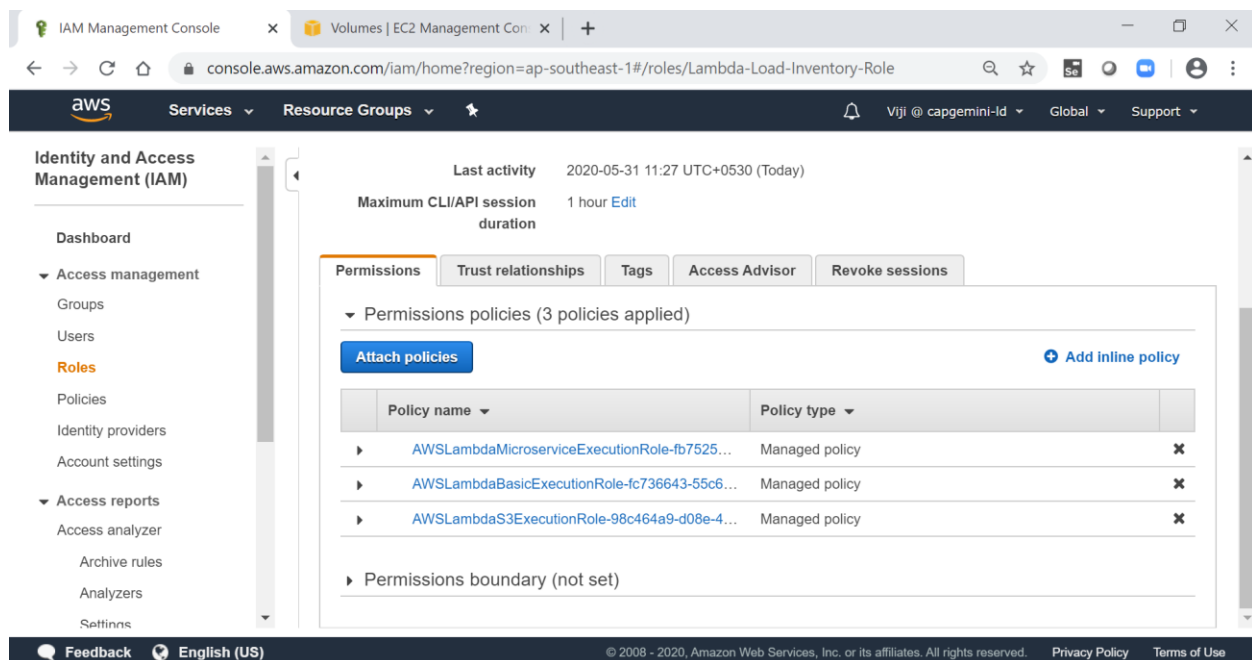 IAM Management Console
Volumes | EC2 Management Con
console.aws.amazon.com/iam/home?region=ap-southeast-1#/roles/Lambda-Load-Inventory-Role
Se
aws Services Resource Groups Viji @ capgemini-ld Global Support
Identity and Access
Management (IAM)
Dashboard
Access management
Groups
Users
Roles
Policies
Identity providers
Account settings
Access reports
Access analyzer
Archive rules
Analyzers
Settings
Last activity 2020-05-31 11:27 UTC+0530 (Today)
Maximum CLI/API session 1 hour Edit
duration
Permissions Trust relationships Tags Access Advisor Revoke sessions
Permissions policies (3 policies applied)
Attach policies Add inline policy
Policy name Policy type
AWSLambdaMicroserviceExecutionRole-fb7525... Managed policy
AWSLambdaBasicExecutionRole-fc736643-55c6... Managed policy
AWSLambdaS3ExecutionRole-98c464a9-d08e-4... Managed policy
Permissions boundary (not set)
Feedback English (US) © 2008 - 2020, Amazon Web Services, Inc. or its affiliates. All rights reserved. Privacy Policy Terms of Use